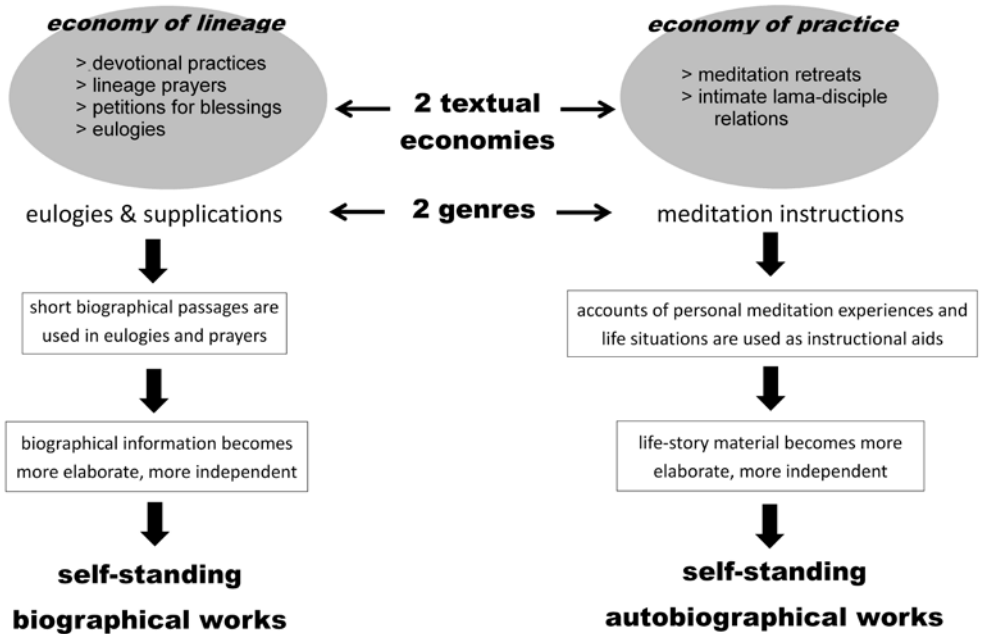 economy of lineage
> devotional practices
> lineage prayers
> petitions for blessings
> eulogies
economy of practice
> meditation retreats
> intimate lama-disciple
relations
2 textual
economies
eulogies & supplications
2 genres
meditation instructions
short biographical passages are
used in eulogies and prayers
accounts of personal meditation experiences and
life situations are used as instructional aids
biographical information becomes
more elaborate, more independent
life-story material becomes more
elaborate, more independent
self-standing
biographical works
self-standing
autobiographical works